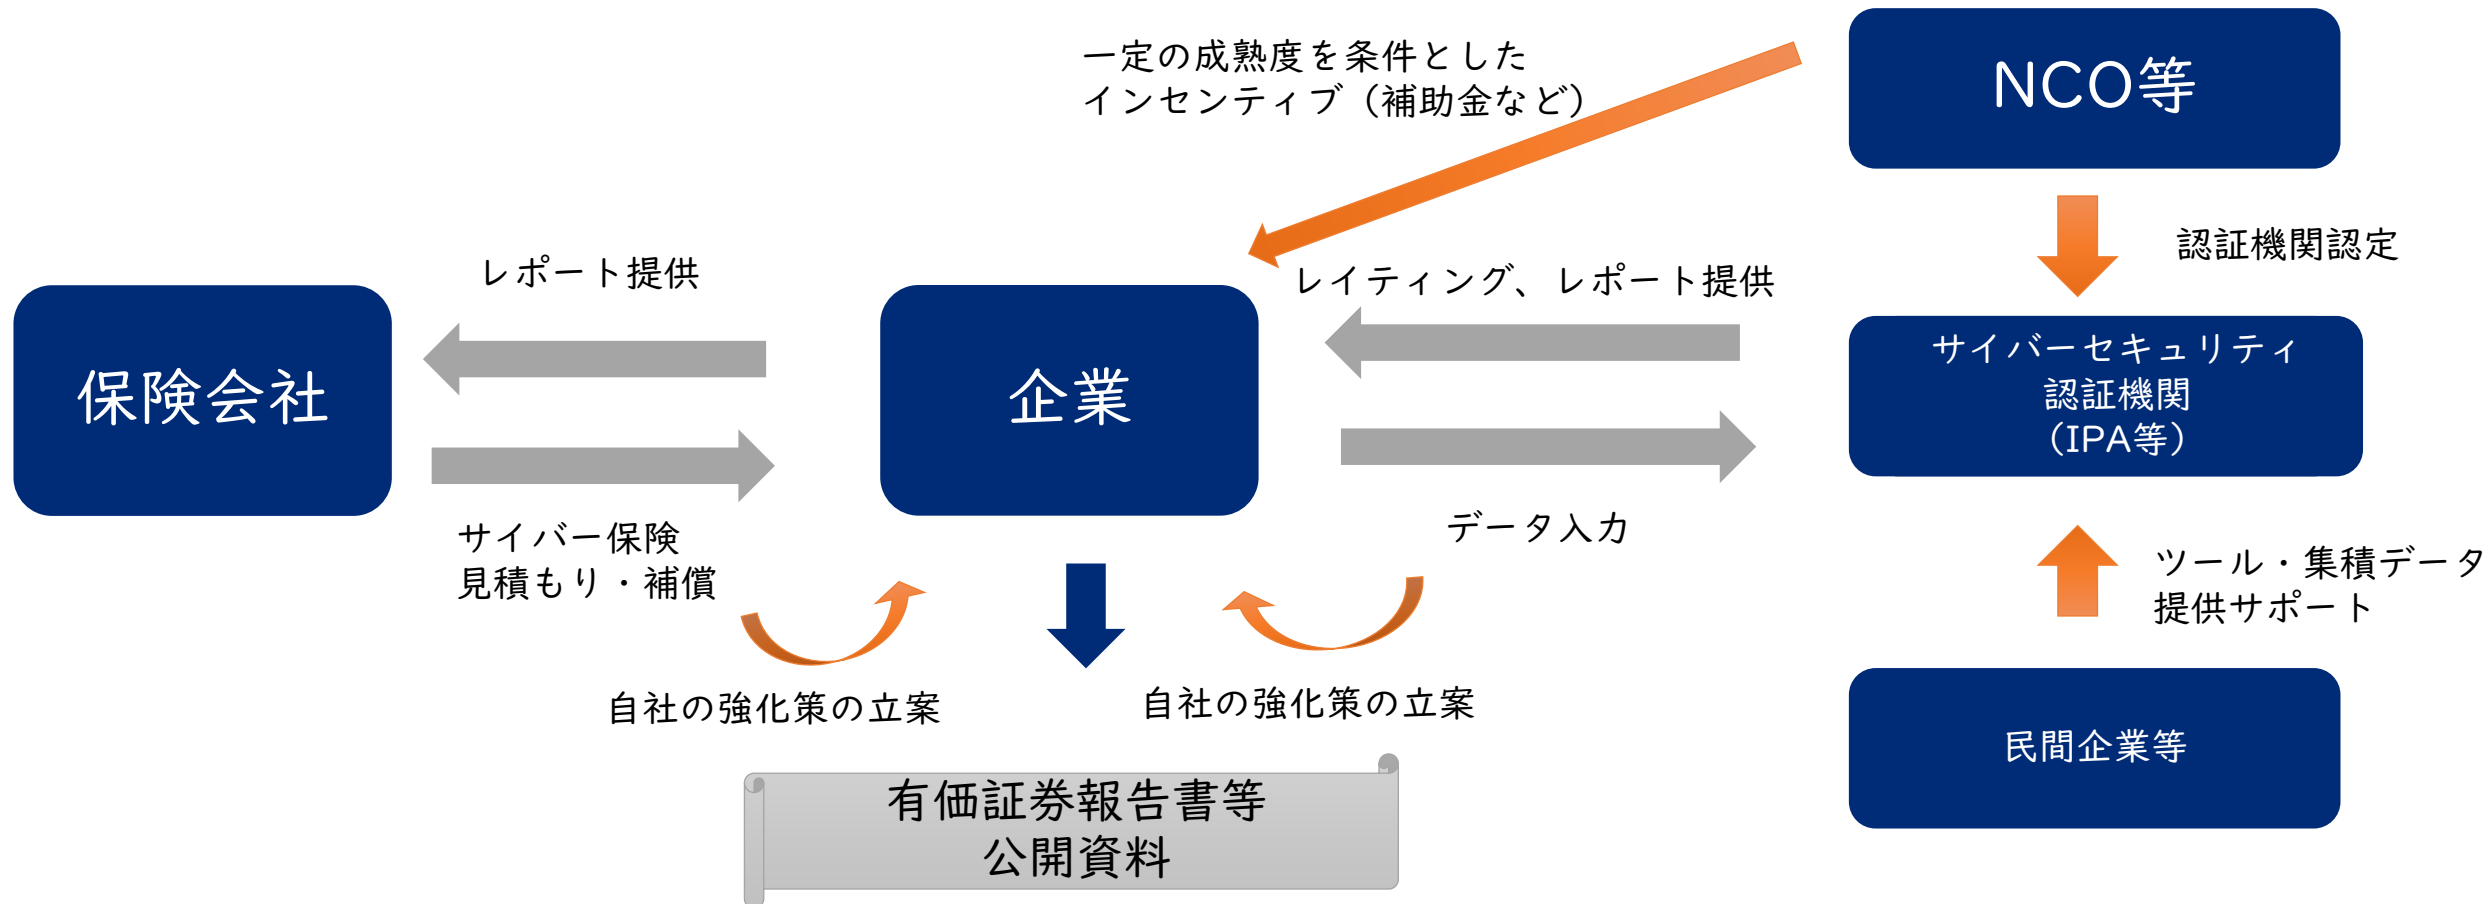 一定の成熟度を条件とした
インセンティブ（補助金など）
NCO等
認証機関認定
レポート提供
レイティング、レポート提供
保険会社
企業
サイバーセキュリティ
認証機関
（IPA等）
サイバー保険
見積もり・補償
データ入力
ツール・集積データ
提供サポート
自社の強化策の立案
自社の強化策の立案
民間企業等
有価証券報告書等
公開資料